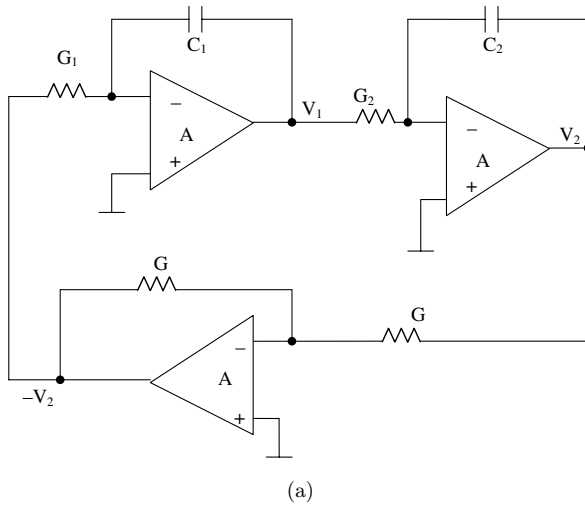 C₁
C₂
G₁
−
A
+
V₁
G₂
−
A
+
V₂
G
−
A
+
G
−V₂
(a)